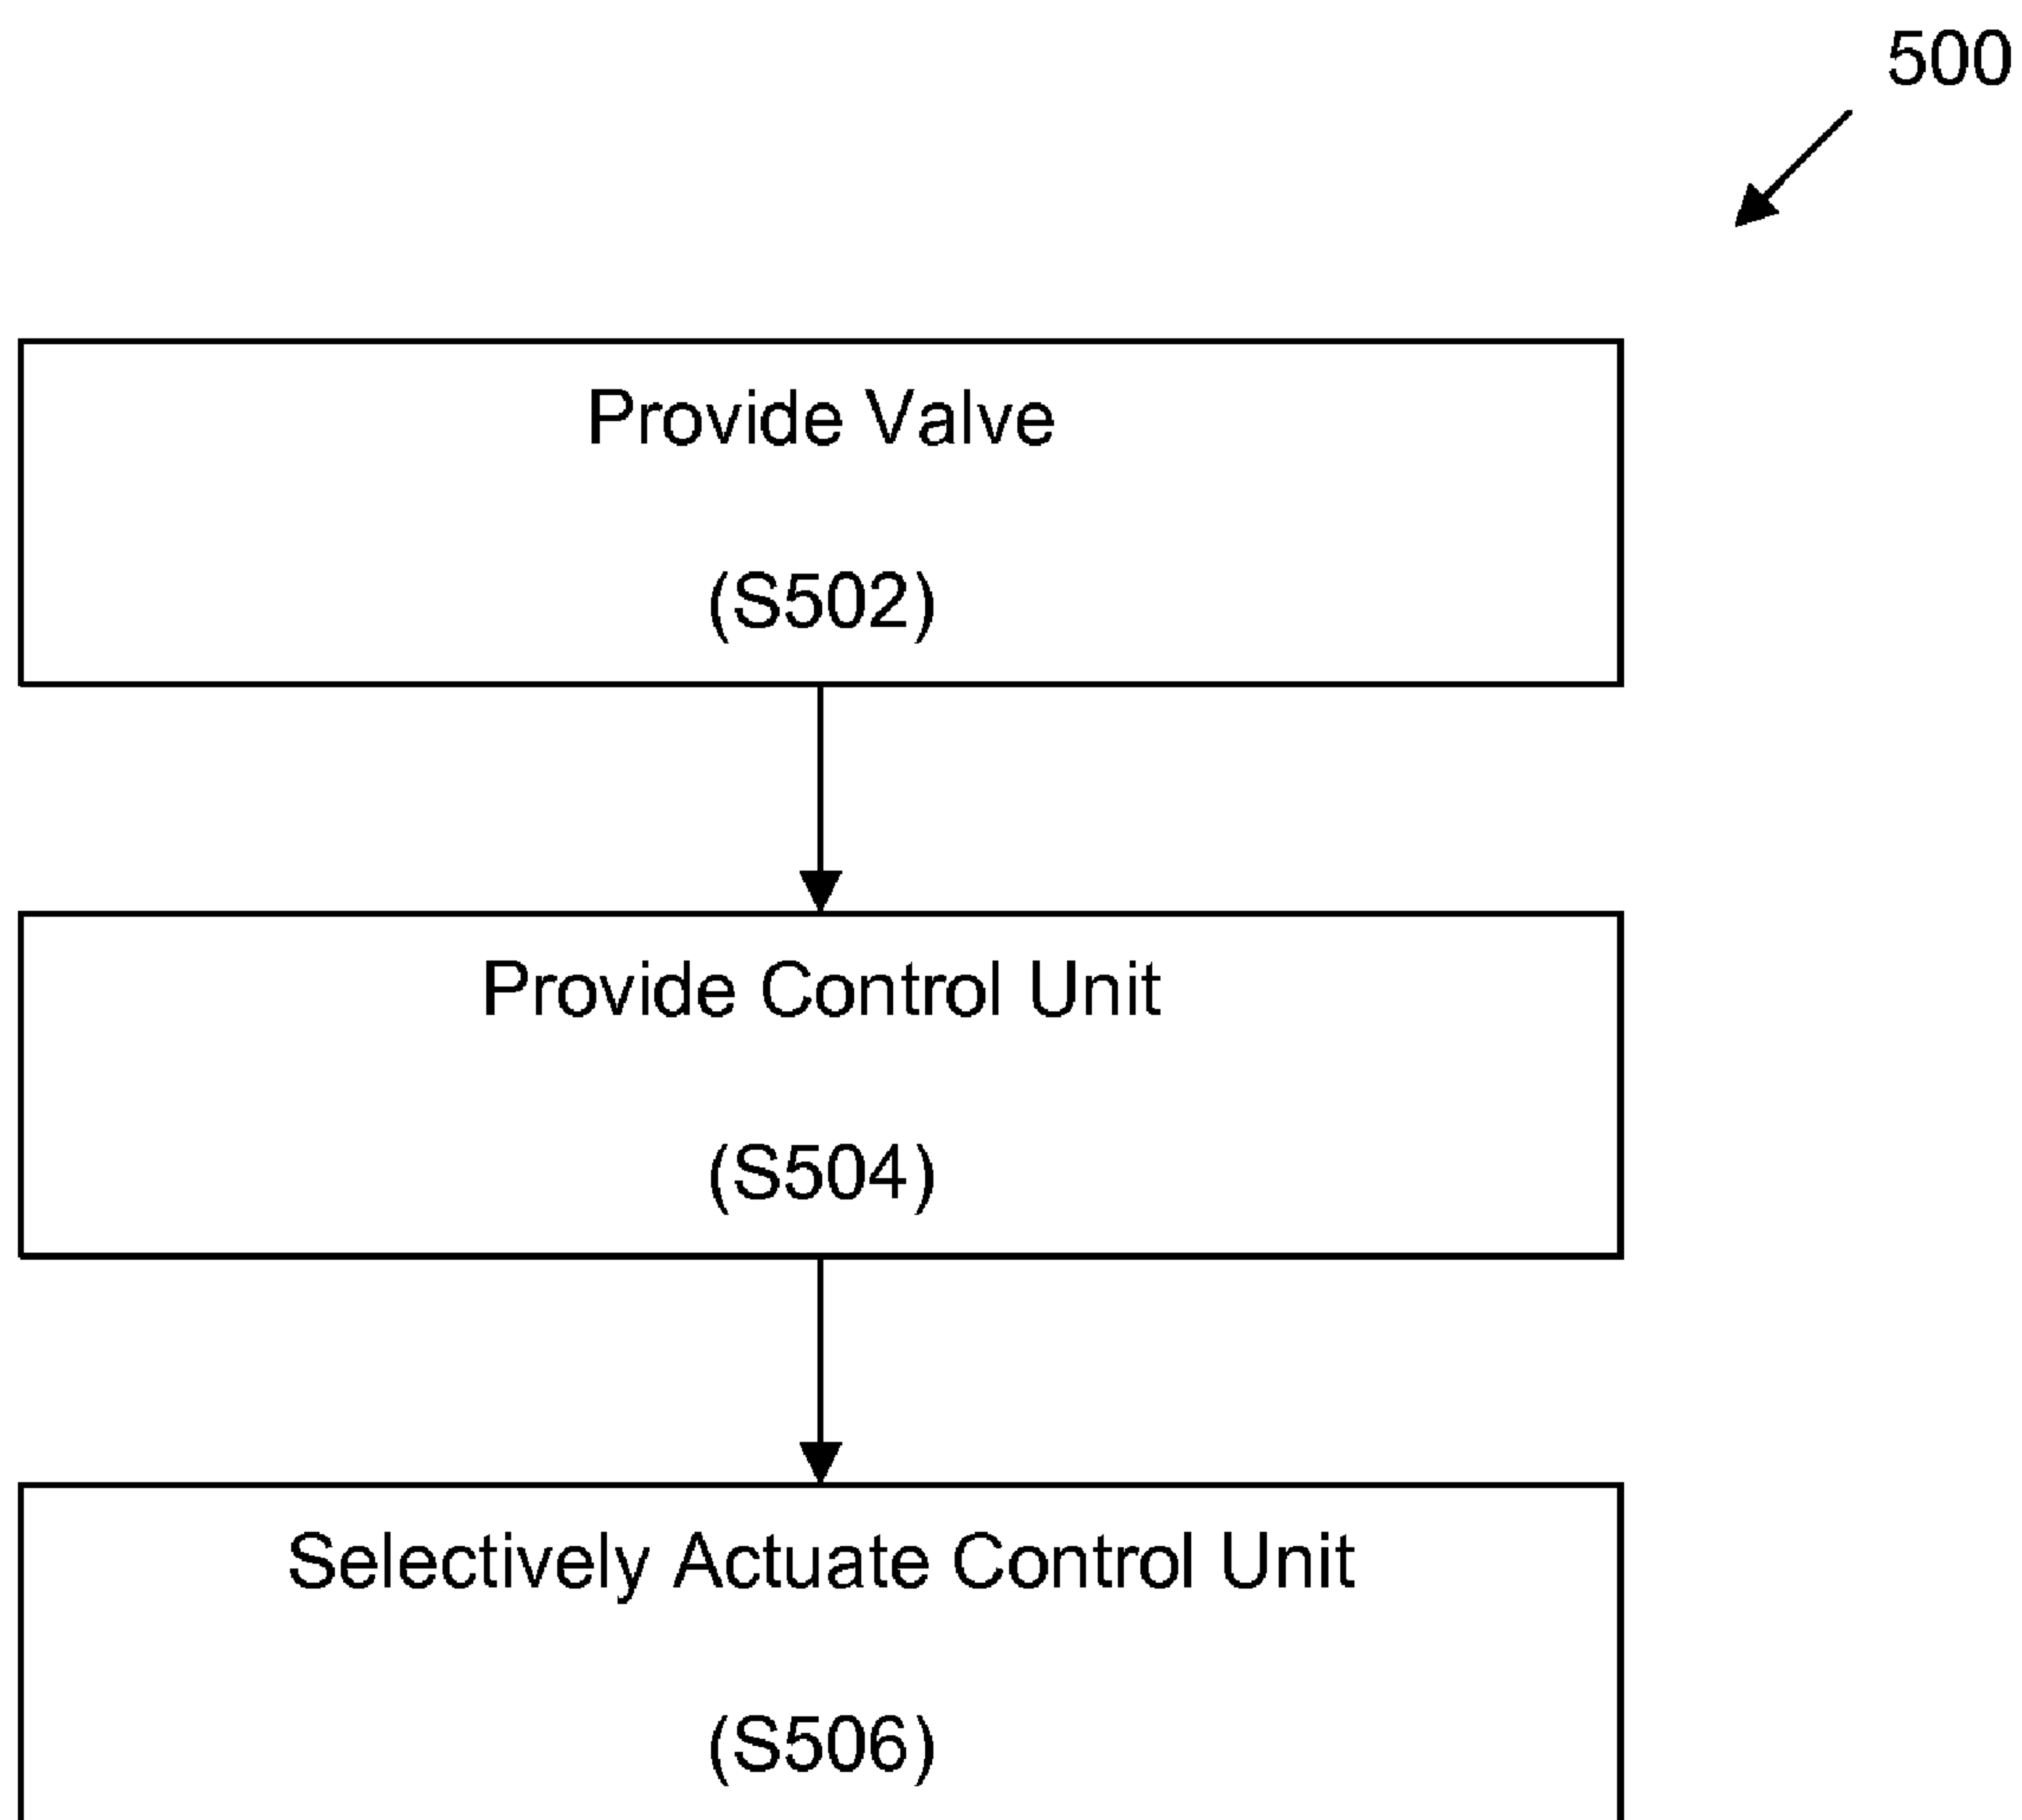 500
Provide Valve
(S502)
Provide Control Unit
(S504)
Selectively Actuate Control Unit
(S506)